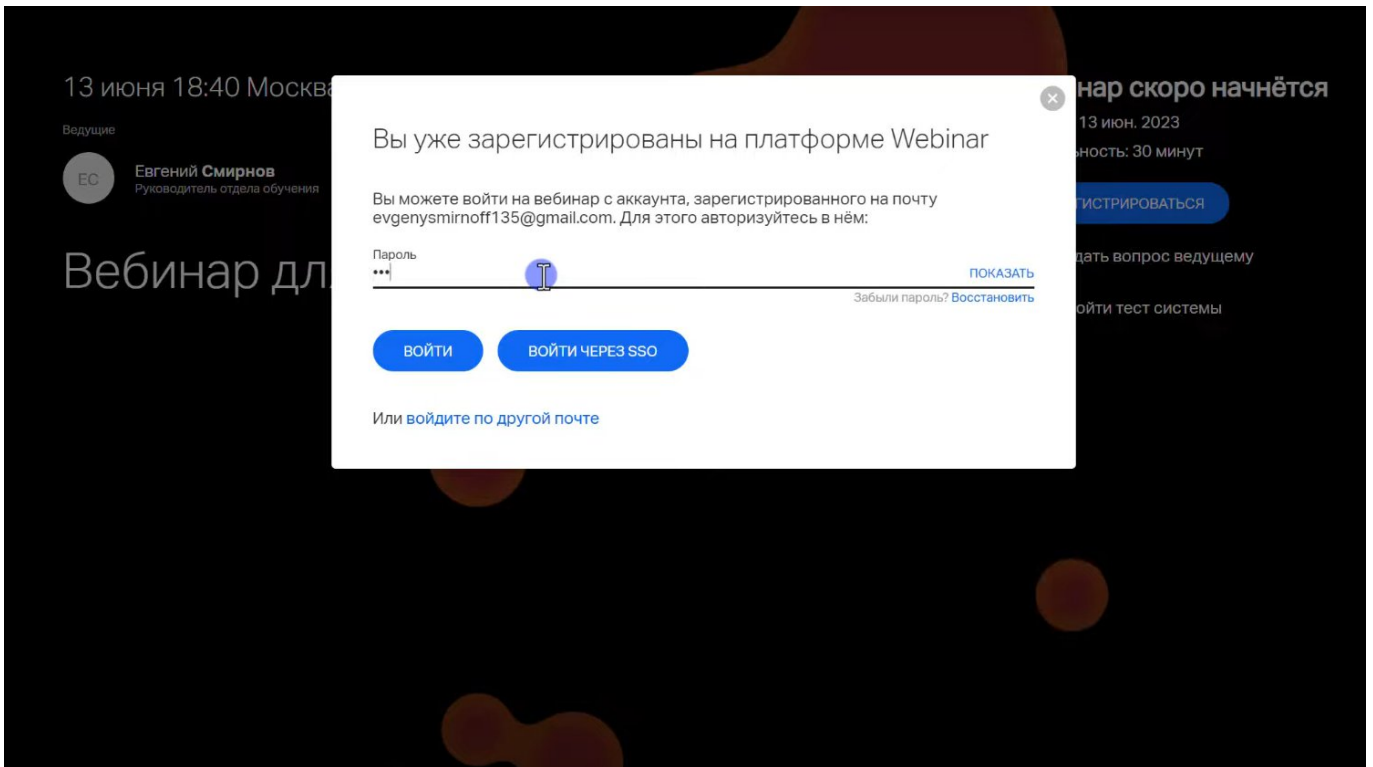 13 июня 18:40 Москва
Ведущие
ЕС
Евгений Смирнов
Руководитель отдела обучения
Вебинар
Вы уже зарегистрированы на платформе Webinar
Вы можете войти на вебинар с аккаунта, зарегистрированного на почту
evgenysmirnoff135@gmail.com. Для этого авторизуйтесь в нём:
Пароль
•••
ПОКАЗАТЬ
Забыли пароль? Восстановить
ВОЙТИ
ВОЙТИ ЧЕРЕЗ SSO
Или войдите по другой почте
нар скоро начнётся
13 июн. 2023
ность: 30 минут
ГИСТРИРОВАТЬСЯ
дать вопрос ведущему
ойти тест системы